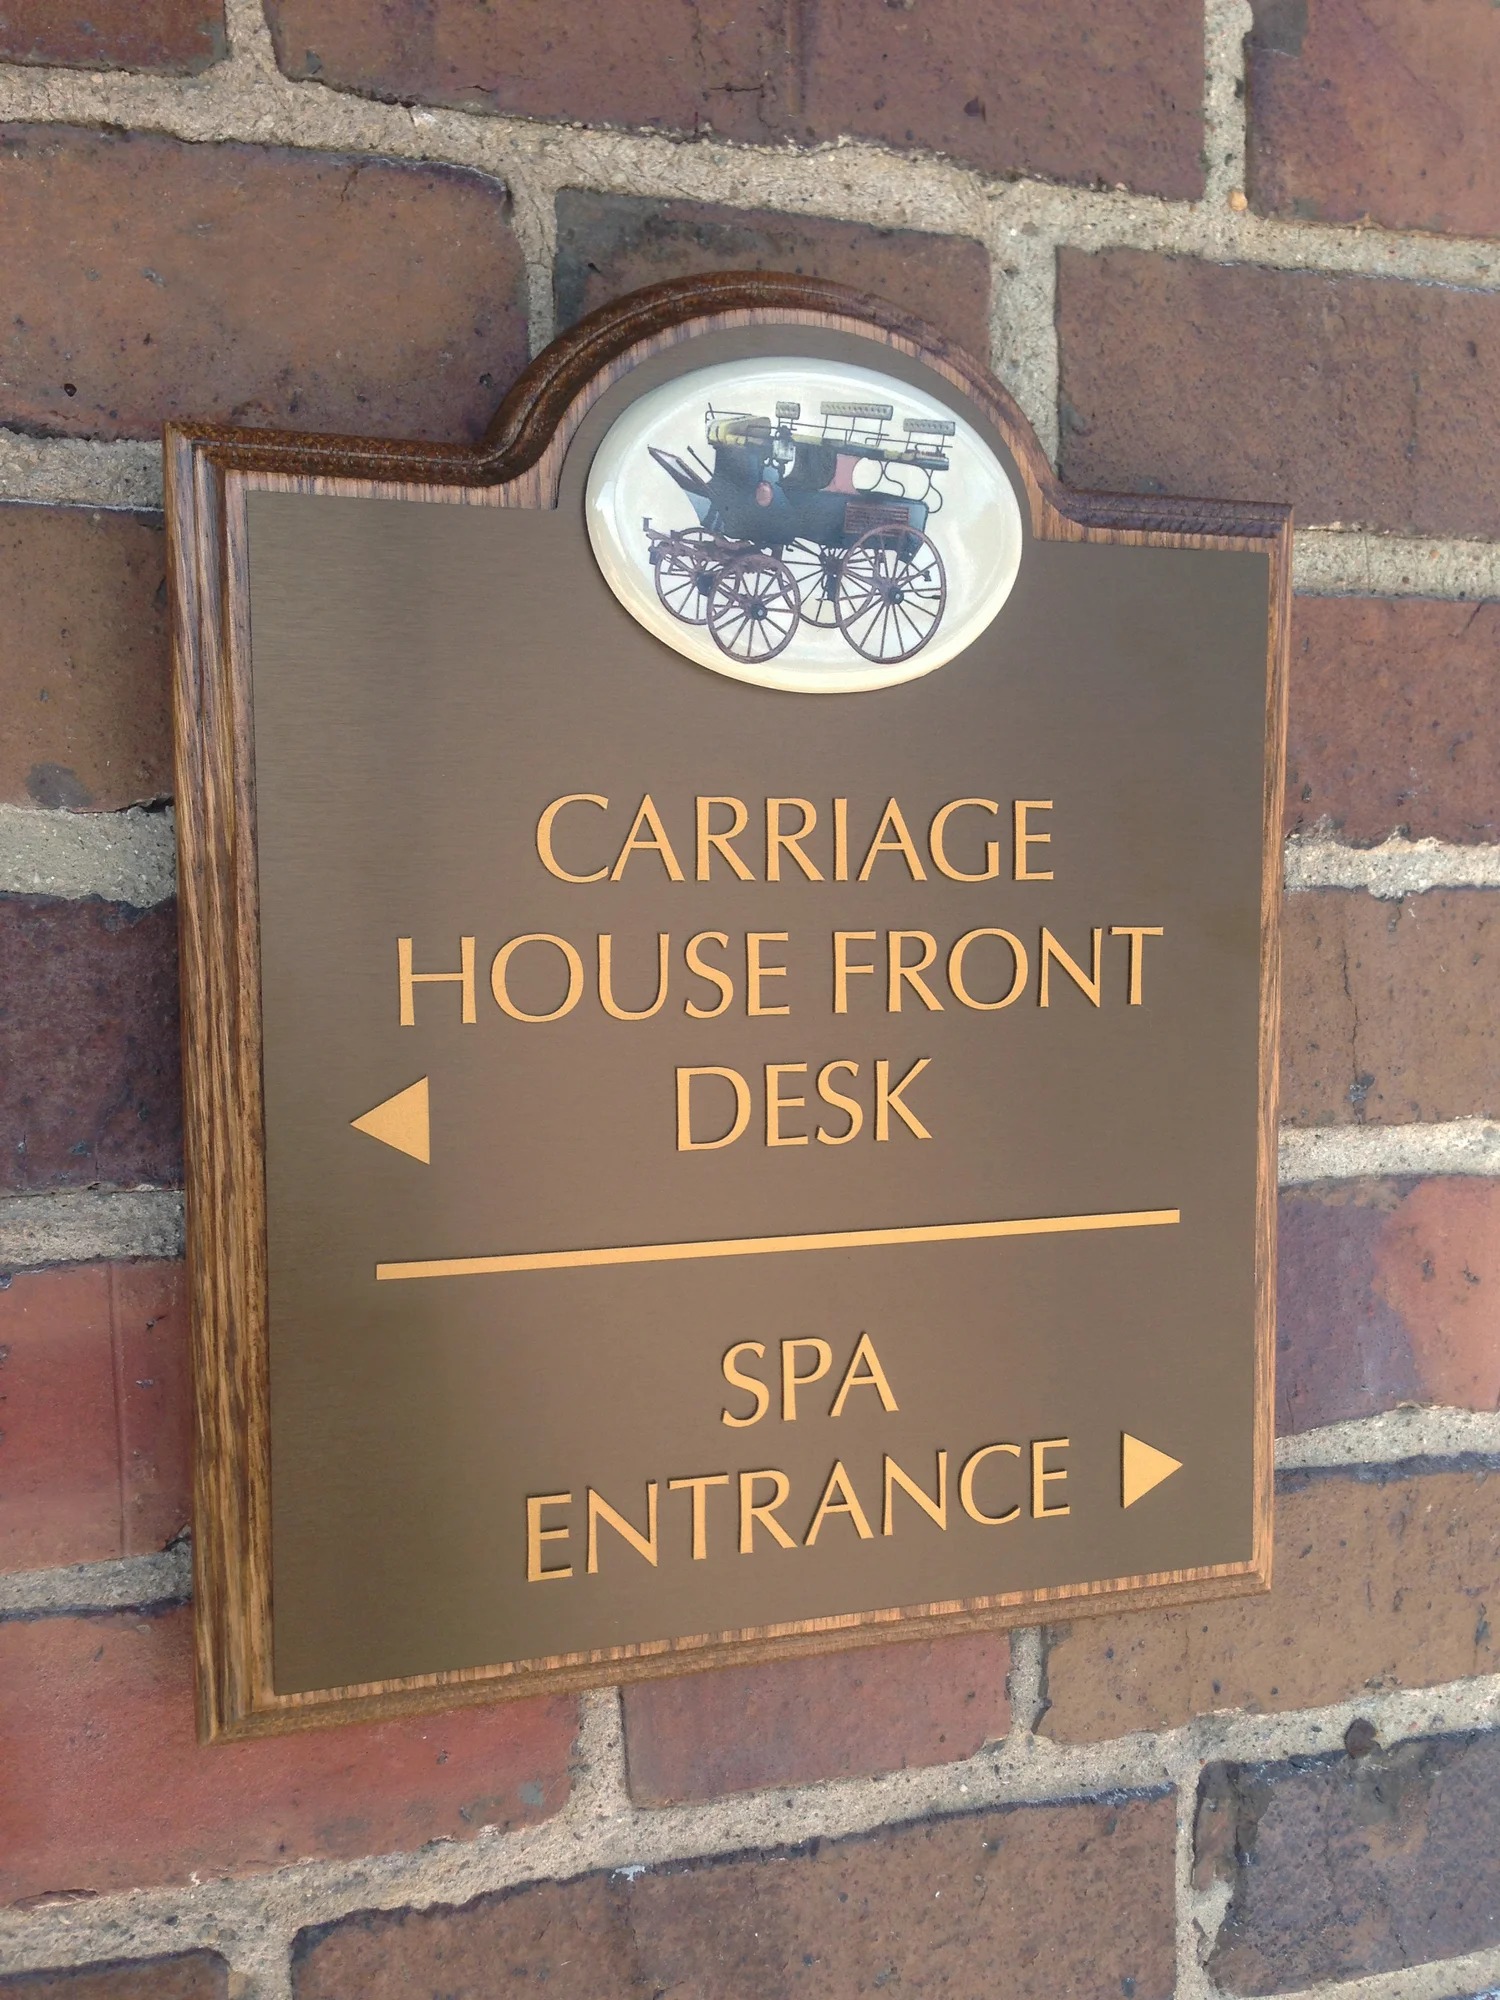 CARRIAGE
HOUSE FRONT
DESK
SPA
ENTRANCE